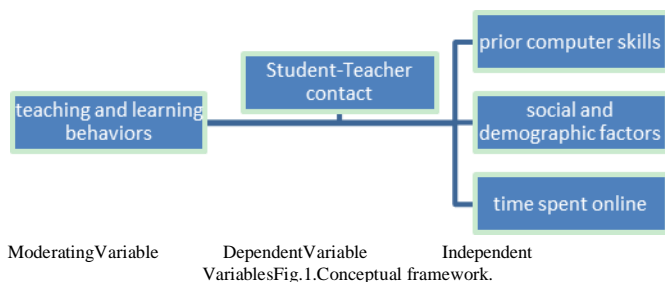 prior computer skills
Student-Teacher
contact
teaching and learning
behaviors
social and
demographic factors
time spent online
ModeratingVariable DependentVariable Independent
VariablesFig.1.Conceptual framework.